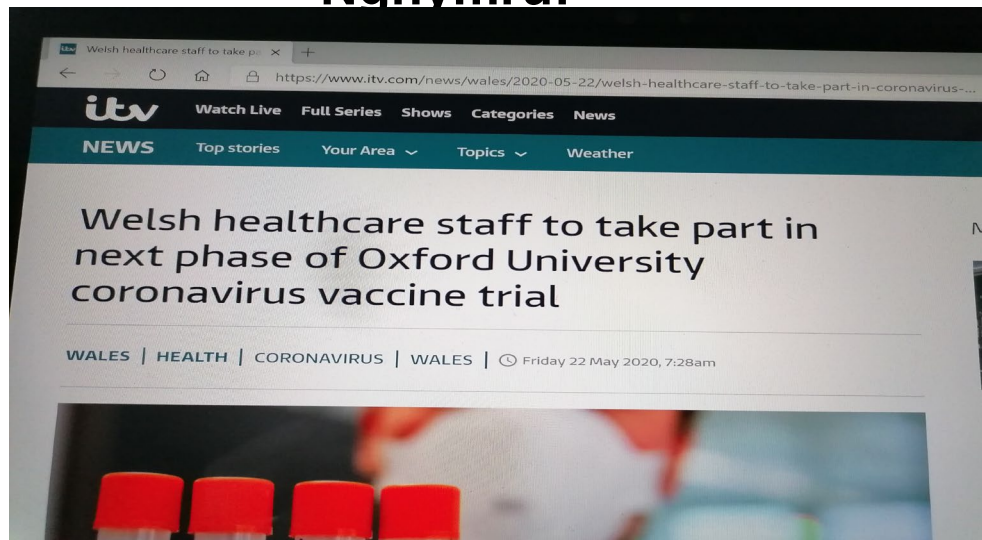 Nghymru!
Welsh healthcare staff to take pa
https://www.itv.com/news/wales/2020-05-22/welsh-healthcare-staff-to-take-part-in-coronavirus-...
itv Watch Live Full Series Shows Categories News
NEWS Top stories Your Area Topics Weather
Welsh healthcare staff to take part in
next phase of Oxford University
coronavirus vaccine trial
WALES | HEALTH | CORONAVIRUS | WALES | Friday 22 May 2020, 7:28am